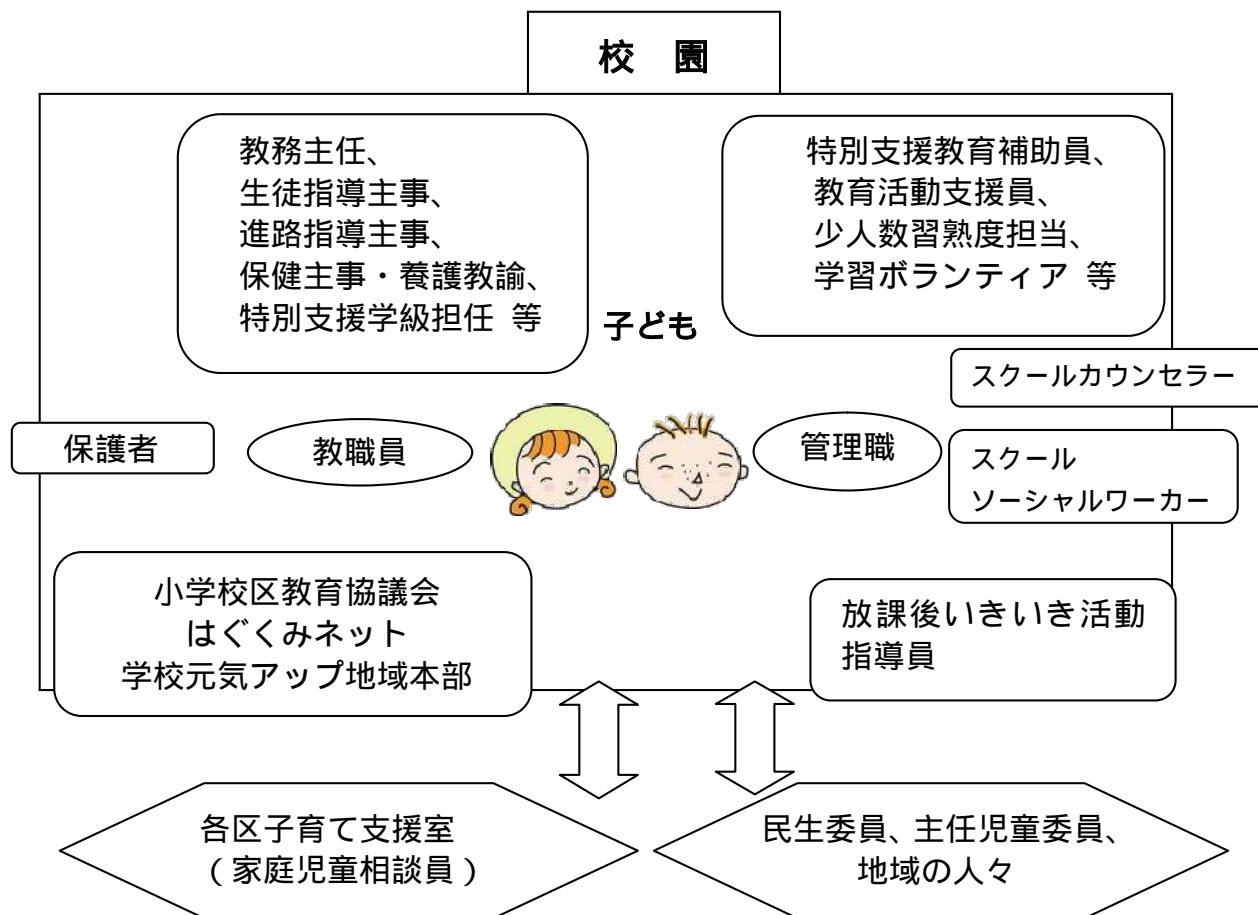 校　園
教務主任、
生徒指導主事、
進路指導主事、
保健主事・養護教諭、
特別支援学級担任 等
特別支援教育補助員、
教育活動支援員、
少人数習熟度担当、
学習ボランティア 等
子ども
スクールカウンセラー
保護者
教職員
管理職
スクール
ソーシャルワーカー
小学校区教育協議会
はぐくみネット
学校元気アップ地域本部
放課後いきいき活動
指導員
各区子育て支援室
(家庭児童相談員)
民生委員、主任児童委員、
地域の人々